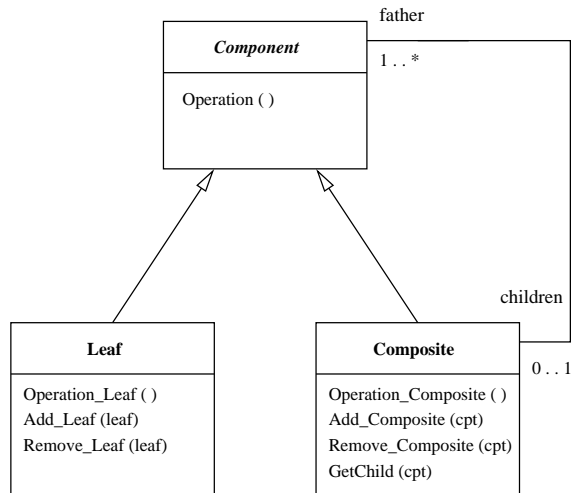 father
Component
1 . . *
Operation ( )
children
Leaf
Composite
0 . . 1
Operation_Leaf ( )
Add_Leaf (leaf)
Remove_Leaf (leaf)
Operation_Composite ( )
Add_Composite (cpt)
Remove_Composite (cpt)
GetChild (cpt)